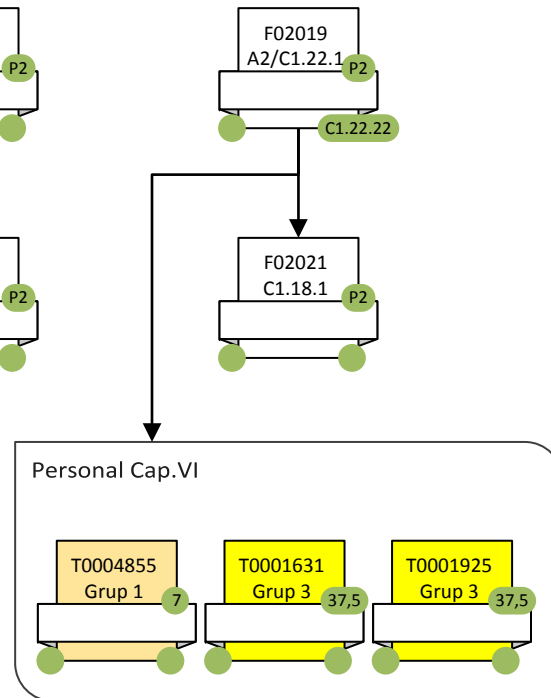 F02019
A2/C1.22.1
P2
P2
C1.22.22
F02021
C1.18.1
P2
P2
Personal Cap.VI
T0004855
Grup 1
7
T0001631
Grup 3
37,5
T0001925
Grup 3
37,5